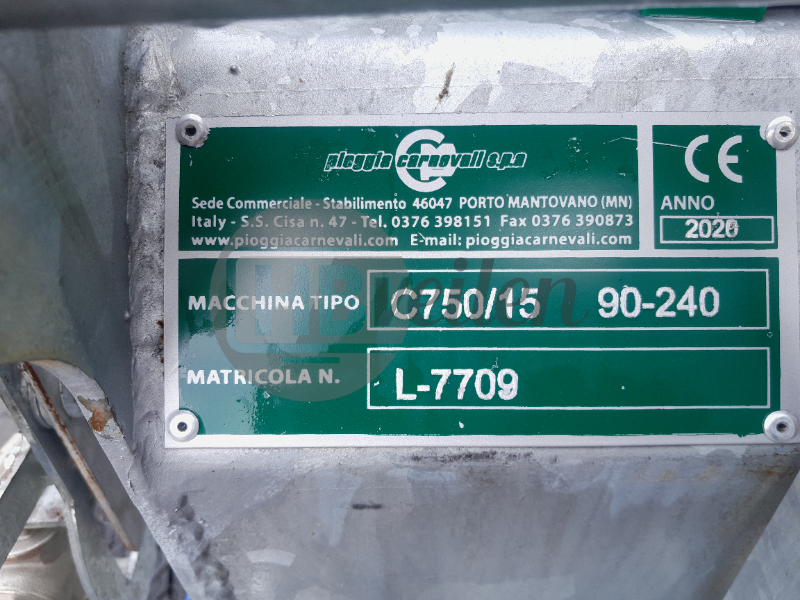 pioggia carnevali s.p.a
CM
Sede Commerciale - Stabilimento 46047 PORTO MANTOVANO (MN)
Italy - S.S. Cisa n. 47 - Tel. 0376 398151 Fax 0376 390873
www.pioggiacarnevali.com E-mail: pioggiacarnevali.com
CE
ANNO
2020
MACCHINA TIPO C750/15 90-240
MATRICOLA N. L-7709